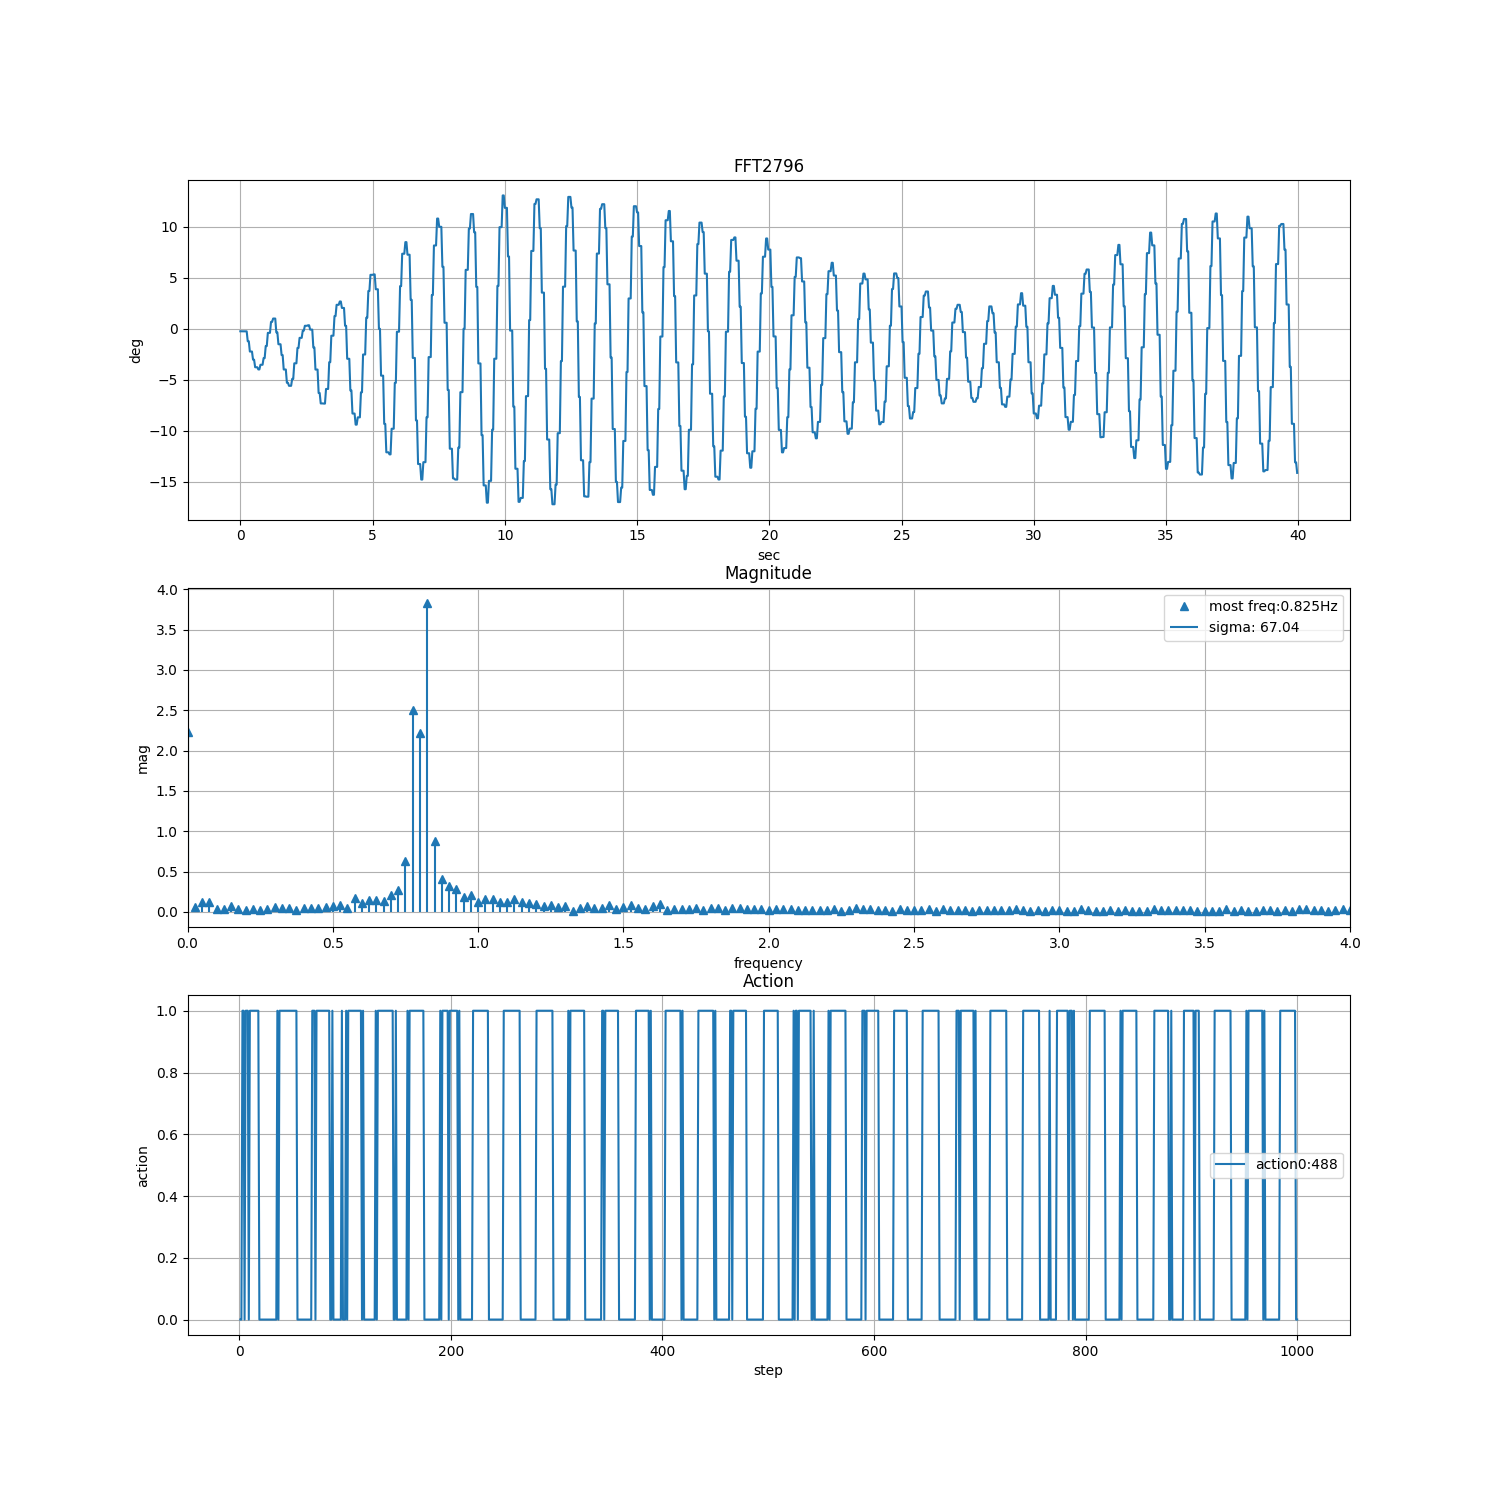 FFT2796
10
5
0
−5
−10
−15
deg
0 5 10 15 20 25 30 35 40
sec
Magnitude
4.0
3.5
3.0
2.5
2.0
1.5
1.0
0.5
0.0
mag
most freq:0.825Hz
sigma: 67.04
0.0 0.5 1.0 1.5 2.0 2.5 3.0 3.5 4.0
frequency
Action
1.0
0.8
0.6
0.4
0.2
0.0
action
action0:488
0 200 400 600 800 1000
step